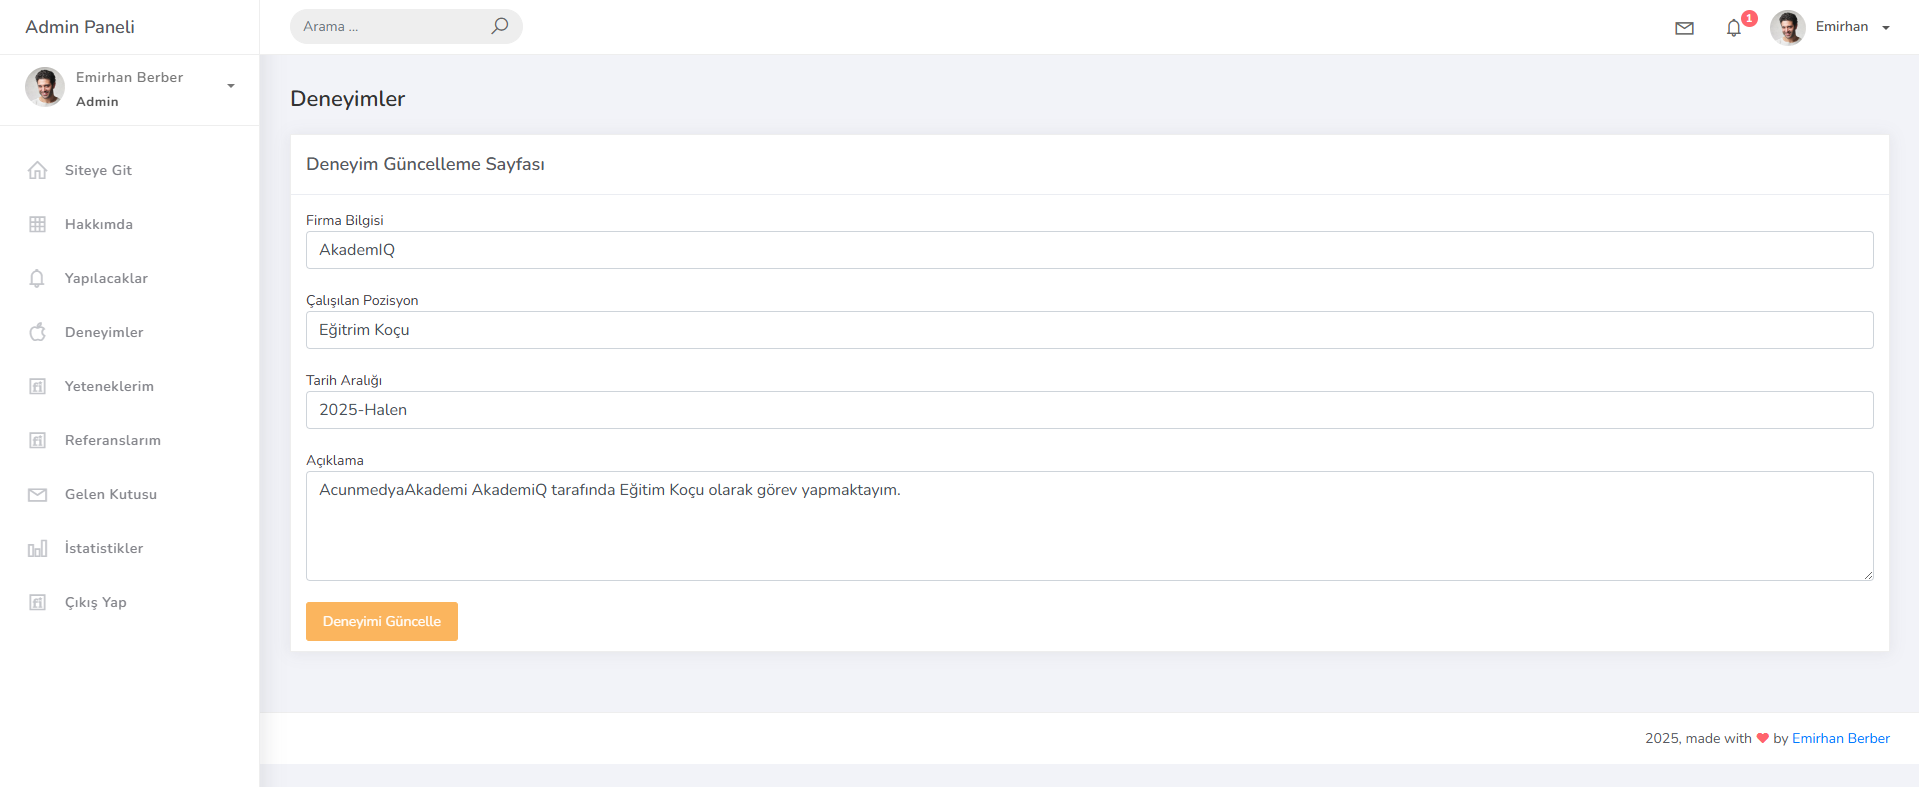 Admin Paneli
Arama ...
1
Emirhan
Emirhan Berber
Admin
Siteye Git
Hakkımda
Yapılacaklar
Deneyimler
Yeteneklerim
Referanslarım
Gelen Kutusu
İstatistikler
Çıkış Yap
Deneyimler
Deneyim Güncelleme Sayfası
Firma Bilgisi
AkademIQ
Çalışılan Pozisyon
Eğitrim Koçu
Tarih Aralığı
2025-Halen
Açıklama
AcunmedyaAkademi AkademiQ tarafında Eğitim Koçu olarak görev yapmaktayım.
Deneyimi Güncelle
2025, made with ❤ by Emirhan Berber